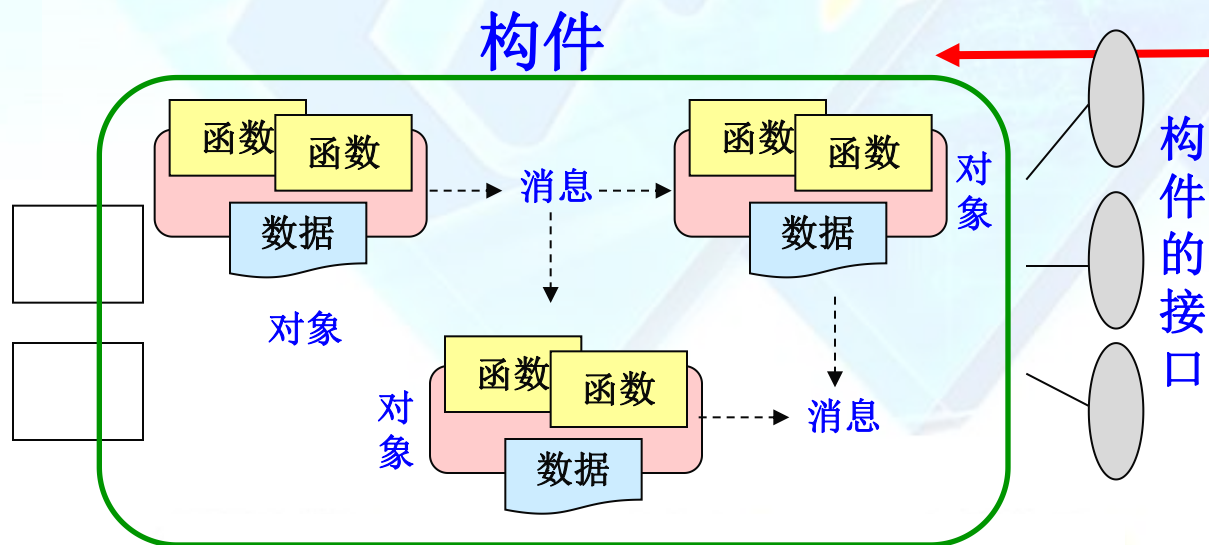 构件
函数
函数
数据
对象
消息
函数
函数
数据
对
象
函数
函数
数据
对
象
消息
构
件
的
接
口